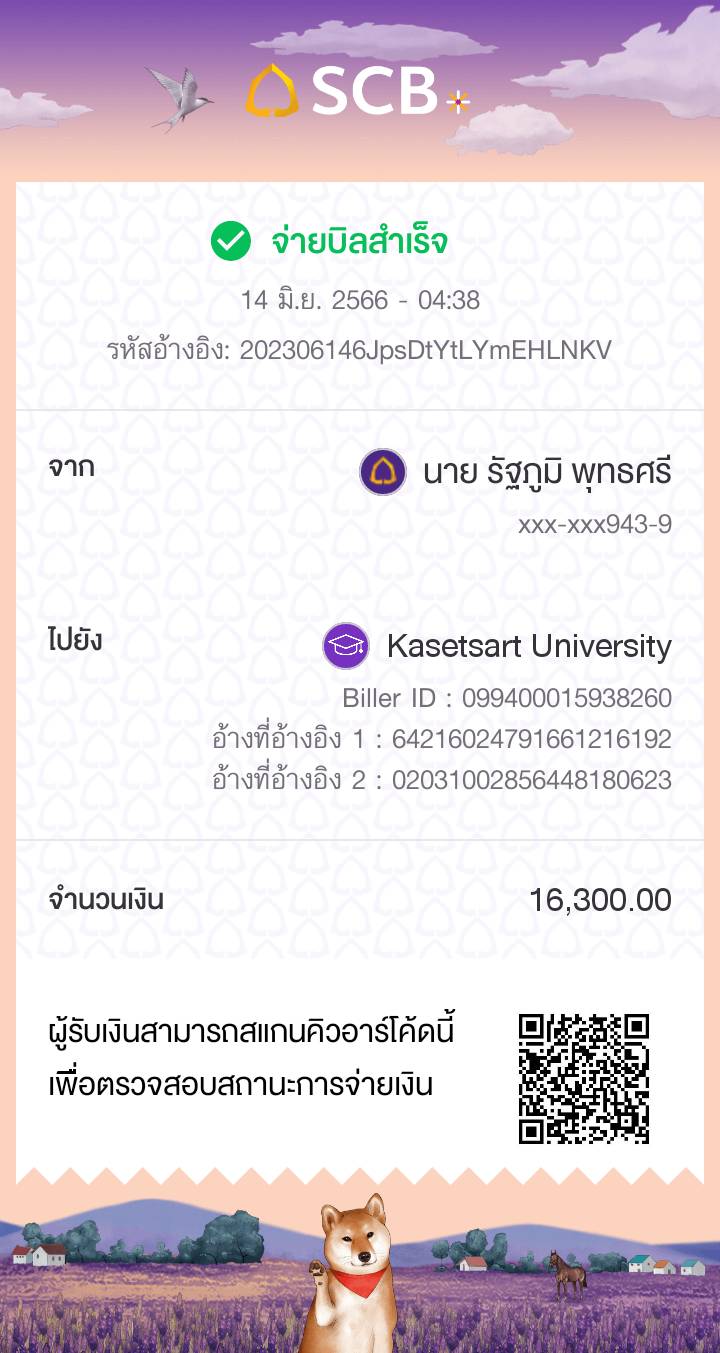 SCB
จ่ายบิลสำเร็จ
14 มิ.ย. 2566 - 04:38
รหัสอ้างอิง: 202306146JpsDtYtLYmEHLNKV
จาก
นาย รัฐภูมิ พุทธศรี
xxx-xxx943-9
ไปยัง
Kasetsart University
Biller ID : 099400015938260
อ้างที่อ้างอิง 1 : 64216024791661216192
อ้างที่อ้างอิง 2 : 02031002856448180623
จำนวนเงิน 16,300.00
ผู้รับเงินสามารถสแกนคิวอาร์โค้ดนี้
เพื่อตรวจสอบสถานะการจ่ายเงิน